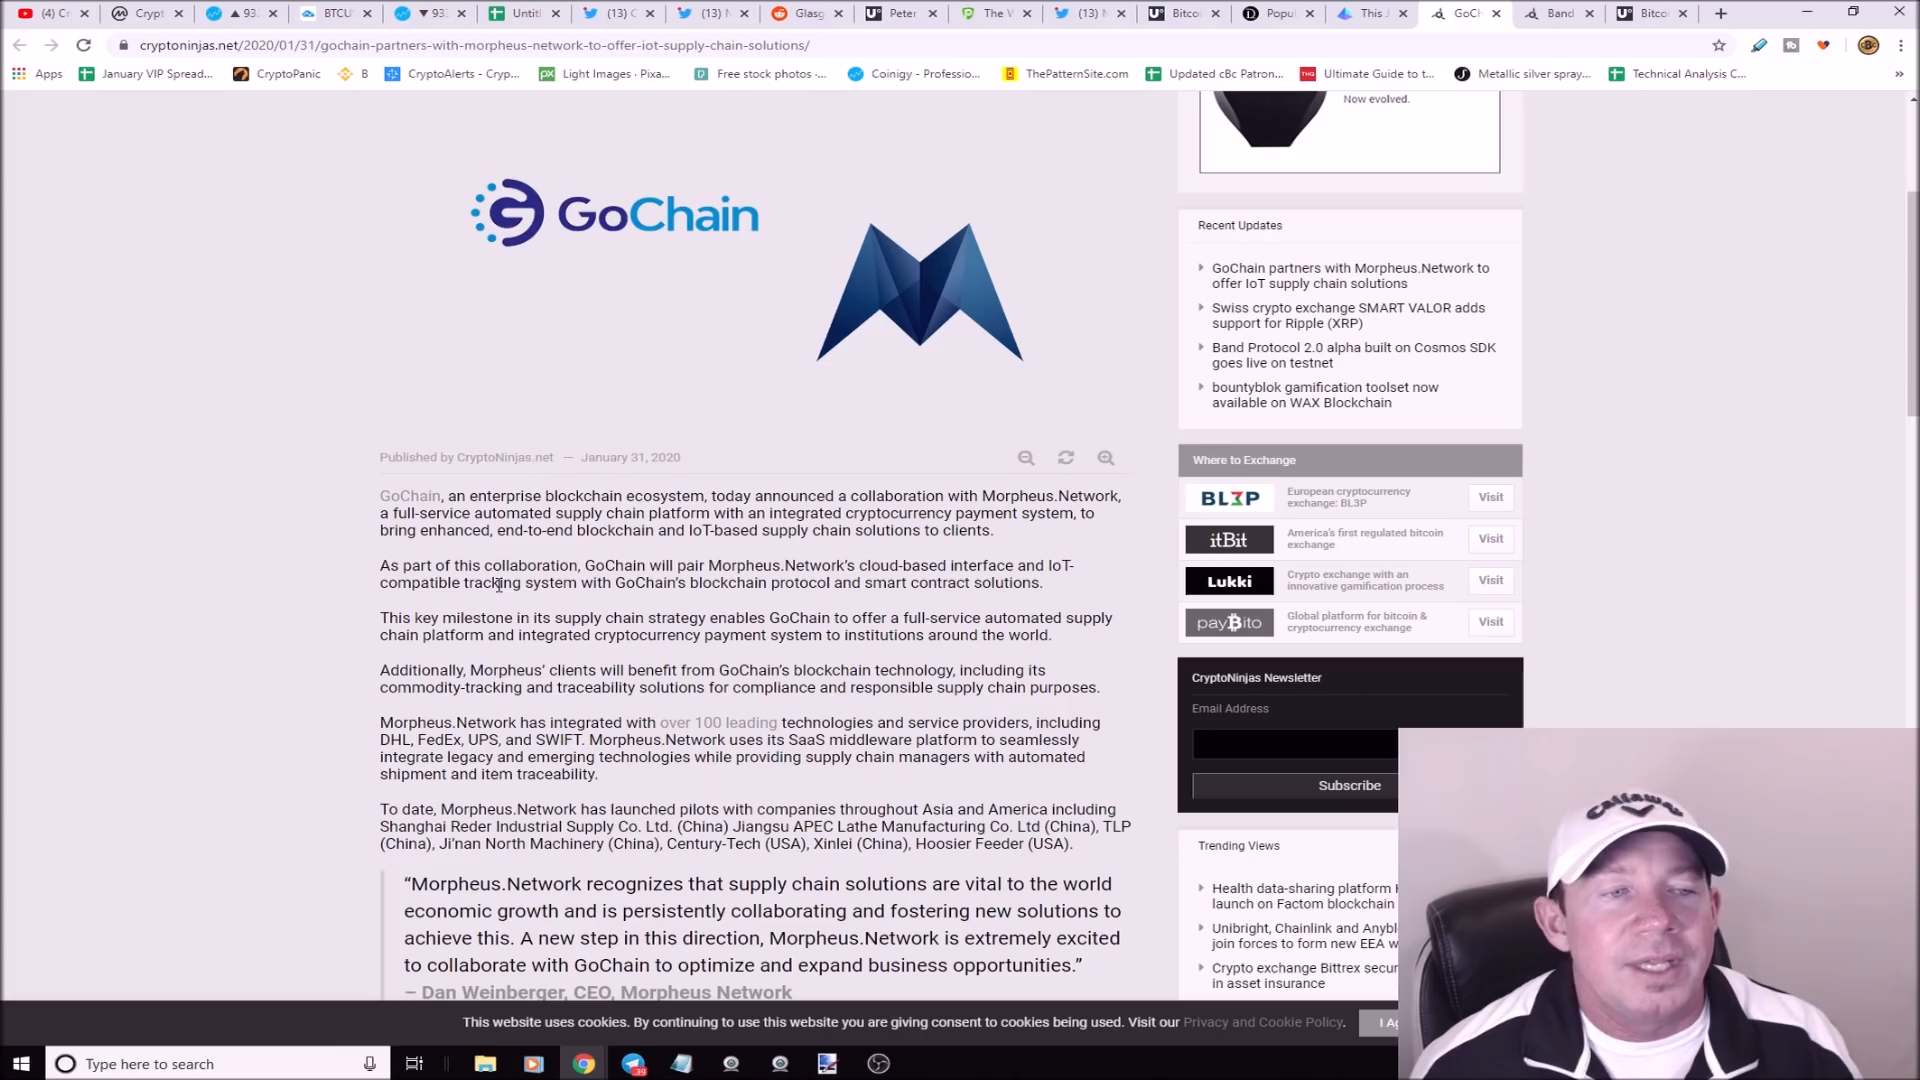 (4) Cr
Crypt
▲ 93
BTCU
▼ 93
Untitl
(13) C
(13) N
Glasg
Peter
The W
(13) N
Bitco
Popul
This J
GoCh
Band
Bitco
cryptoninjas.net/2020/01/31/gochain-partners-with-morpheus-network-to-offer-iot-supply-chain-solutions/
Apps
January VIP Spread...
CryptoPanic
B
CryptoAlerts - Cryp...
Light Images · Pixa...
Free stock photos ·...
Coinigy - Professio...
ThePatternSite.com
Updated cBc Patron...
Ultimate Guide to t...
Metallic silver spray...
Technical Analysis C...
Now evolved.
GoChain
Published by CryptoNinjas.net — January 31, 2020
GoChain, an enterprise blockchain ecosystem, today announced a collaboration with Morpheus.Network,
a full-service automated supply chain platform with an integrated cryptocurrency payment system, to
bring enhanced, end-to-end blockchain and IoT-based supply chain solutions to clients.
As part of this collaboration, GoChain will pair Morpheus.Network's cloud-based interface and IoT-
compatible tracking system with GoChain's blockchain protocol and smart contract solutions.
This key milestone in its supply chain strategy enables GoChain to offer a full-service automated supply
chain platform and integrated cryptocurrency payment system to institutions around the world.
Additionally, Morpheus' clients will benefit from GoChain's blockchain technology, including its
commodity-tracking and traceability solutions for compliance and responsible supply chain purposes.
Morpheus.Network has integrated with over 100 leading technologies and service providers, including
DHL, FedEx, UPS, and SWIFT. Morpheus.Network uses its SaaS middleware platform to seamlessly
integrate legacy and emerging technologies while providing supply chain managers with automated
shipment and item traceability.
To date, Morpheus.Network has launched pilots with companies throughout Asia and America including
Shanghai Reder Industrial Supply Co. Ltd. (China) Jiangsu APEC Lathe Manufacturing Co. Ltd (China), TLP
(China), Ji'nan North Machinery (China), Century-Tech (USA), Xinlei (China), Hoosier Feeder (USA).
“Morpheus.Network recognizes that supply chain solutions are vital to the world
economic growth and is persistently collaborating and fostering new solutions to
achieve this. A new step in this direction, Morpheus.Network is extremely excited
to collaborate with GoChain to optimize and expand business opportunities.”
– Dan Weinberger, CEO, Morpheus Network
Recent Updates
GoChain partners with Morpheus.Network to
offer IoT supply chain solutions
Swiss crypto exchange SMART VALOR adds
support for Ripple (XRP)
Band Protocol 2.0 alpha built on Cosmos SDK
goes live on testnet
bountyblok gamification toolset now
available on WAX Blockchain
Where to Exchange
BL3P
European cryptocurrency
exchange: BL3P
Visit
itBit
America's first regulated bitcoin
exchange
Visit
Lukki
Crypto exchange with an
innovative gamification process
Visit
payBito
Global platform for bitcoin &
cryptocurrency exchange
Visit
CryptoNinjas Newsletter
Email Address
Subscribe
Trending Views
Health data-sharing platform
launch on Factom blockchain
Unibright, Chainlink and Anybl
join forces to form new EEA w
Crypto exchange Bittrex secur
in asset insurance
This website uses cookies. By continuing to use this website you are giving consent to cookies being used. Visit our Privacy and Cookie Policy.
I Ag
Callaway
Type here to search
39